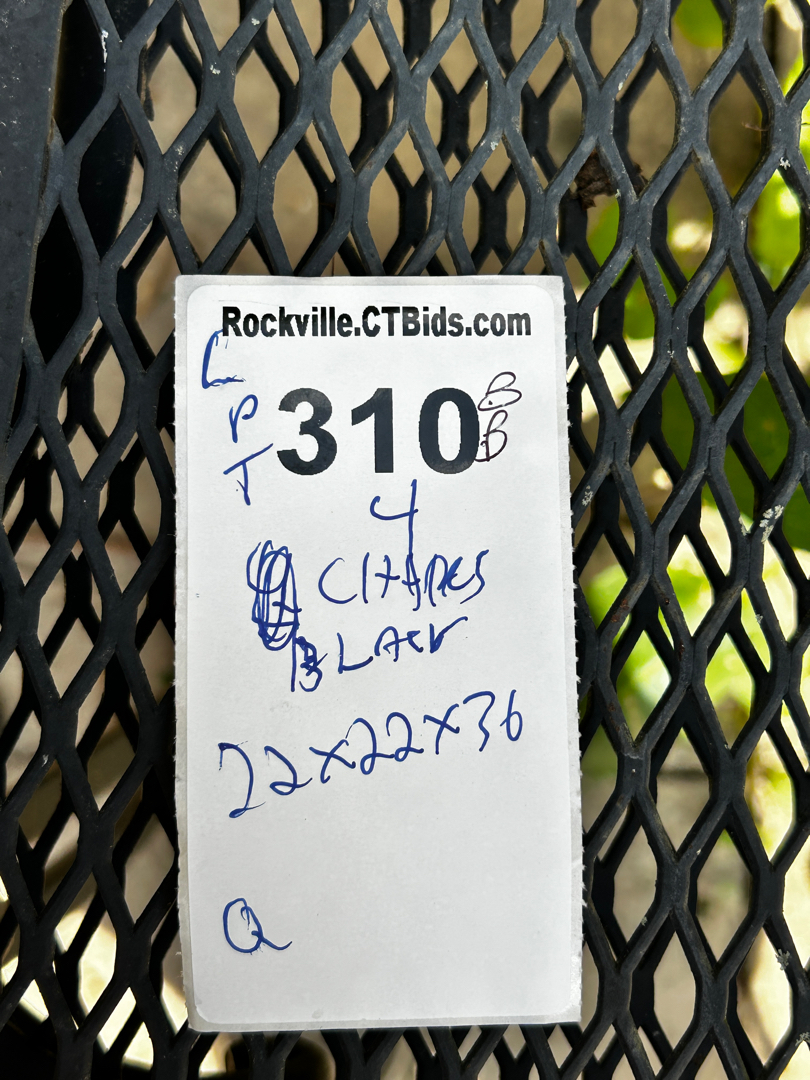 Rockville.CTBids.com
L
P
T
310
B
B
4
CHAIRS
BLACK
22x22x36
Q